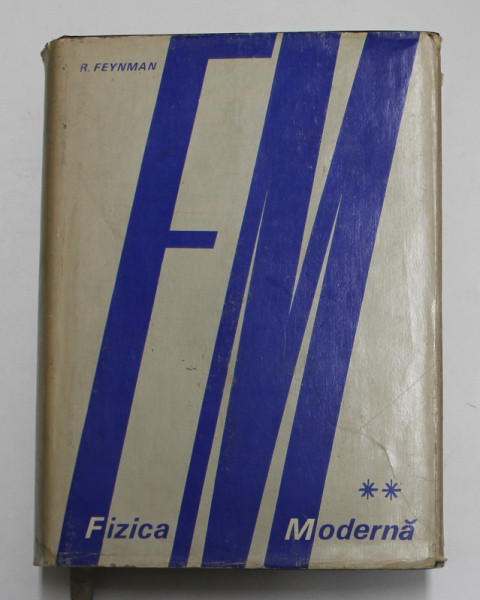 R. FEYNMAN
FM
Fizica Modernă
**